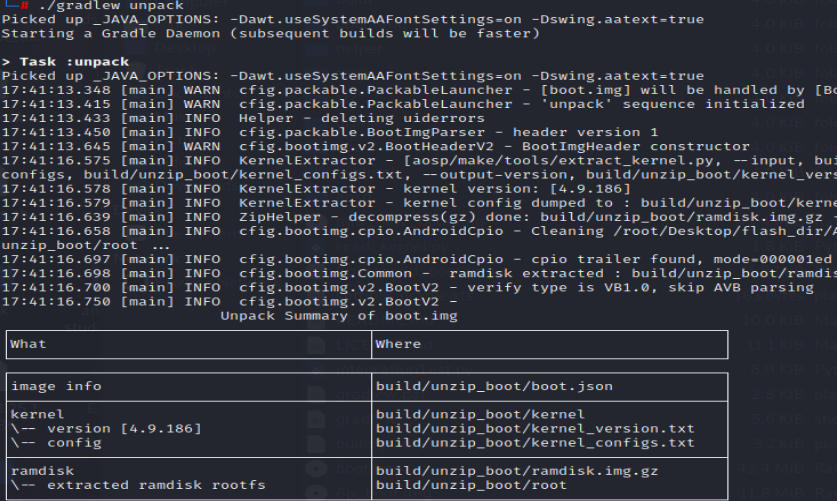 # ./gradlew unpack
Picked up _JAVA_OPTIONS: -Dawt.useSystemAAFontSettings=on -Dswing.aatext=true
Starting a Gradle Daemon (subsequent builds will be faster)
> Task :unpack
Picked up _JAVA_OPTIONS: -Dawt.useSystemAAFontSettings=on -Dswing.aatext=true
17:41:13.348 [main] WARN cfig.packable.PackableLauncher - [boot.img] will be handled by [Bo
17:41:13.415 [main] WARN cfig.packable.PackableLauncher - 'unpack' sequence initialized
17:41:13.433 [main] INFO Helper - deleting uiderrors
17:41:13.450 [main] INFO cfig.packable.BootImgParser - header version 1
17:41:13.645 [main] WARN cfig.bootimg.v2.BootHeaderV2 - BootImgHeader constructor
17:41:16.575 [main] INFO KernelExtractor - [aosp/make/tools/extract_kernel.py, --input, bui
configs, build/unzip_boot/kernel_configs.txt, --output-version, build/unzip_boot/kernel_vers
17:41:16.578 [main] INFO KernelExtractor - kernel version: [4.9.186]
17:41:16.579 [main] INFO KernelExtractor - kernel config dumped to : build/unzip_boot/kerne
17:41:16.639 [main] INFO ZipHelper - decompress(gz) done: build/unzip_boot/ramdisk.img.gz -
17:41:16.658 [main] INFO cfig.bootimg.cpio.AndroidCpio - Cleaning /root/Desktop/flash_dir/A
unzip_boot/root ...
17:41:16.697 [main] INFO cfig.bootimg.cpio.AndroidCpio - cpio trailer found, mode=000001ed
17:41:16.698 [main] INFO cfig.bootimg.Common - ramdisk extracted : build/unzip_boot/ramdis
17:41:16.700 [main] INFO cfig.bootimg.v2.BootV2 - verify type is VB1.0, skip AVB parsing
17:41:16.750 [main] INFO cfig.bootimg.v2.BootV2 -
Unpack Summary of boot.img
What Where
image info build/unzip_boot/boot.json
kernel build/unzip_boot/kernel
\-- version [4.9.186] build/unzip_boot/kernel_version.txt
\-- config build/unzip_boot/kernel_configs.txt
ramdisk build/unzip_boot/ramdisk.img.gz
\-- extracted ramdisk rootfs build/unzip_boot/root